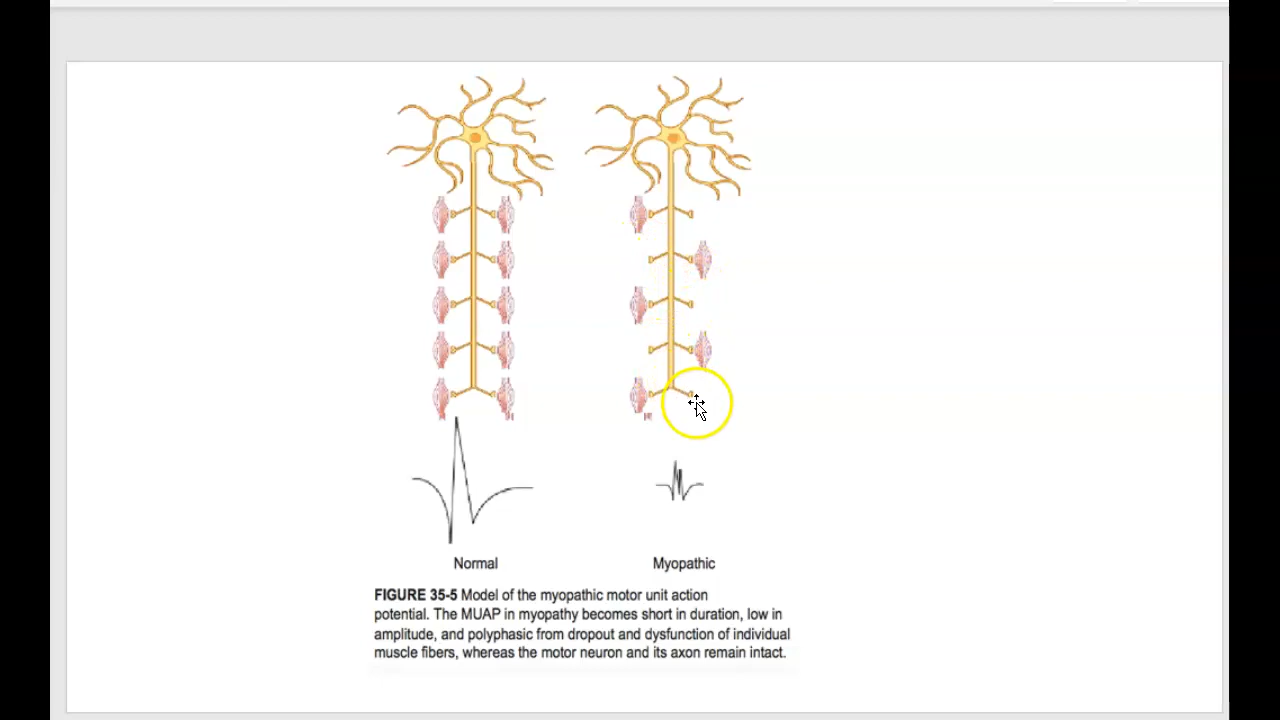 Normal
Myopathic
FIGURE 35-5 Model of the myopathic motor unit action
potential. The MUAP in myopathy becomes short in duration, low in
amplitude, and polyphasic from dropout and dysfunction of individual
muscle fibers, whereas the motor neuron and its axon remain intact.